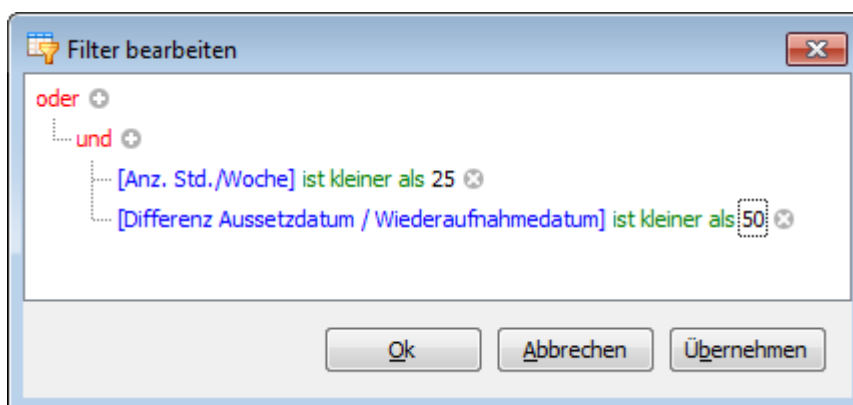 Filter bearbeiten
oder
und
[Anz. Std./Woche] ist kleiner als 25
[Differenz Aussetzdatum / Wiederaufnahmedatum] ist kleiner als 50
Ok Abbrechen Übernehmen